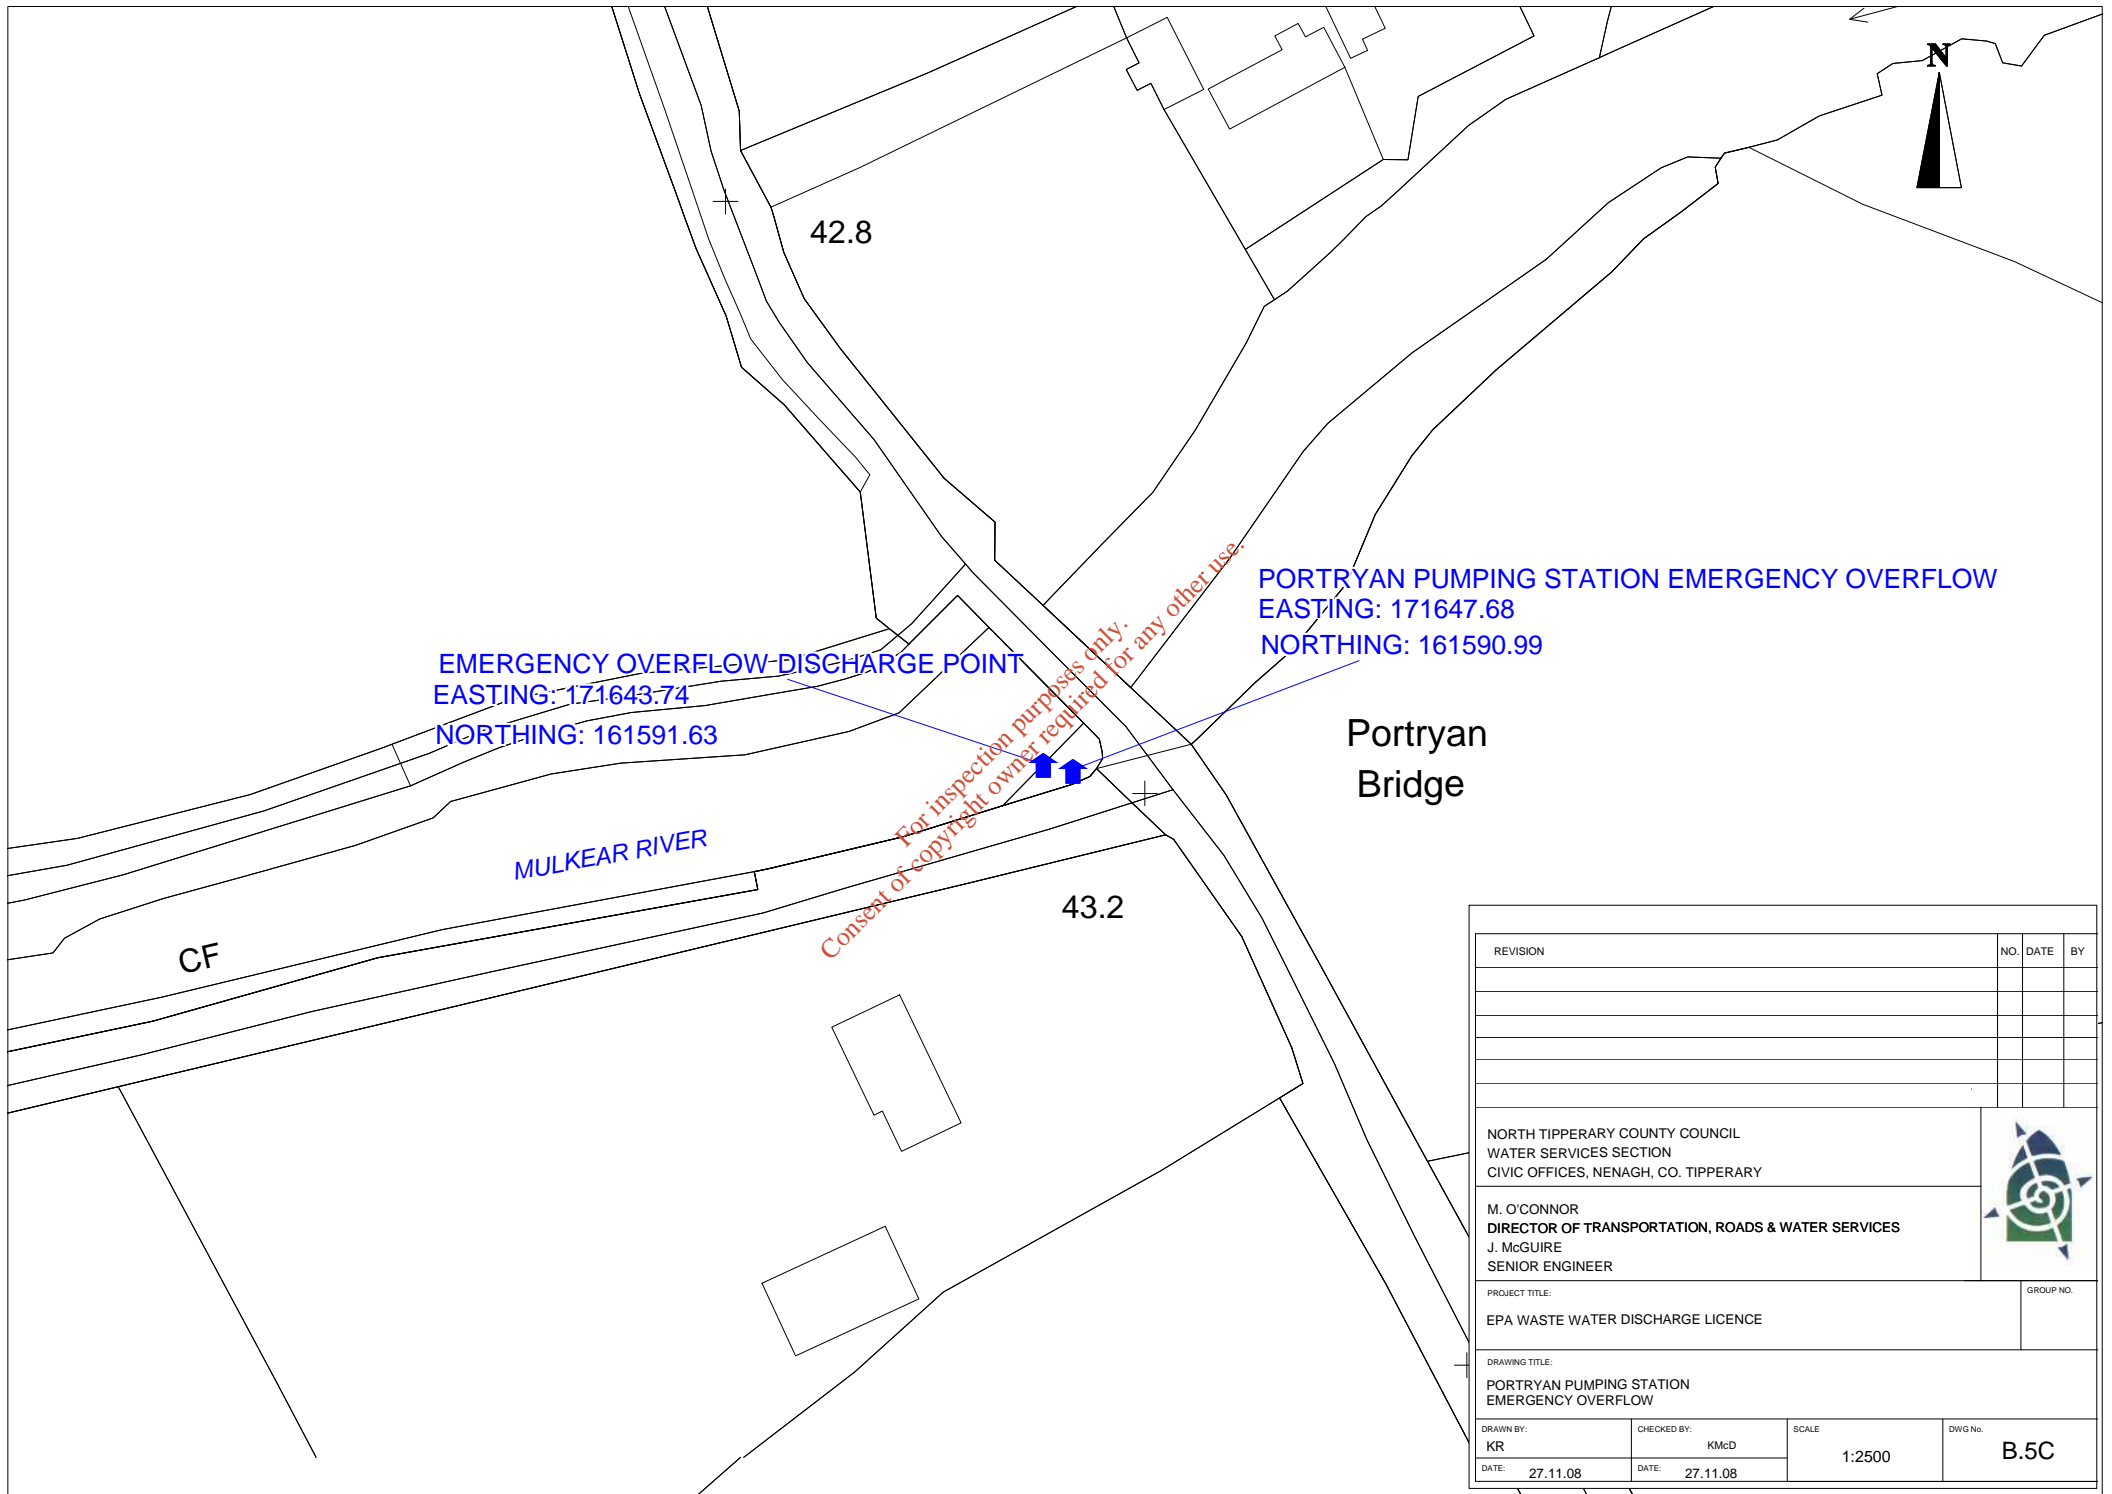 N
42.8
PORTRYAN PUMPING STATION EMERGENCY OVERFLOW
EASTING: 171647.68
NORTHING: 161590.99
EMERGENCY OVERFLOW DISCHARGE POINT
EASTING: 171643.74
NORTHING: 161591.63
For inspection purposes only.
Consent of copyright owner required for any other use.
Portryan
Bridge
MULKEAR RIVER
43.2
CF
REVISION NO. DATE BY
NORTH TIPPERARY COUNTY COUNCIL
WATER SERVICES SECTION
CIVIC OFFICES, NENAGH, CO. TIPPERARY
M. O'CONNOR
DIRECTOR OF TRANSPORTATION, ROADS & WATER SERVICES
J. McGUIRE
SENIOR ENGINEER
PROJECT TITLE: GROUP NO.
EPA WASTE WATER DISCHARGE LICENCE
DRAWING TITLE:
PORTRYAN PUMPING STATION
EMERGENCY OVERFLOW
DRAWN BY: CHECKED BY: SCALE DWG No.
KR KMcD 1:2500 B.5C
DATE: 27.11.08 DATE: 27.11.08